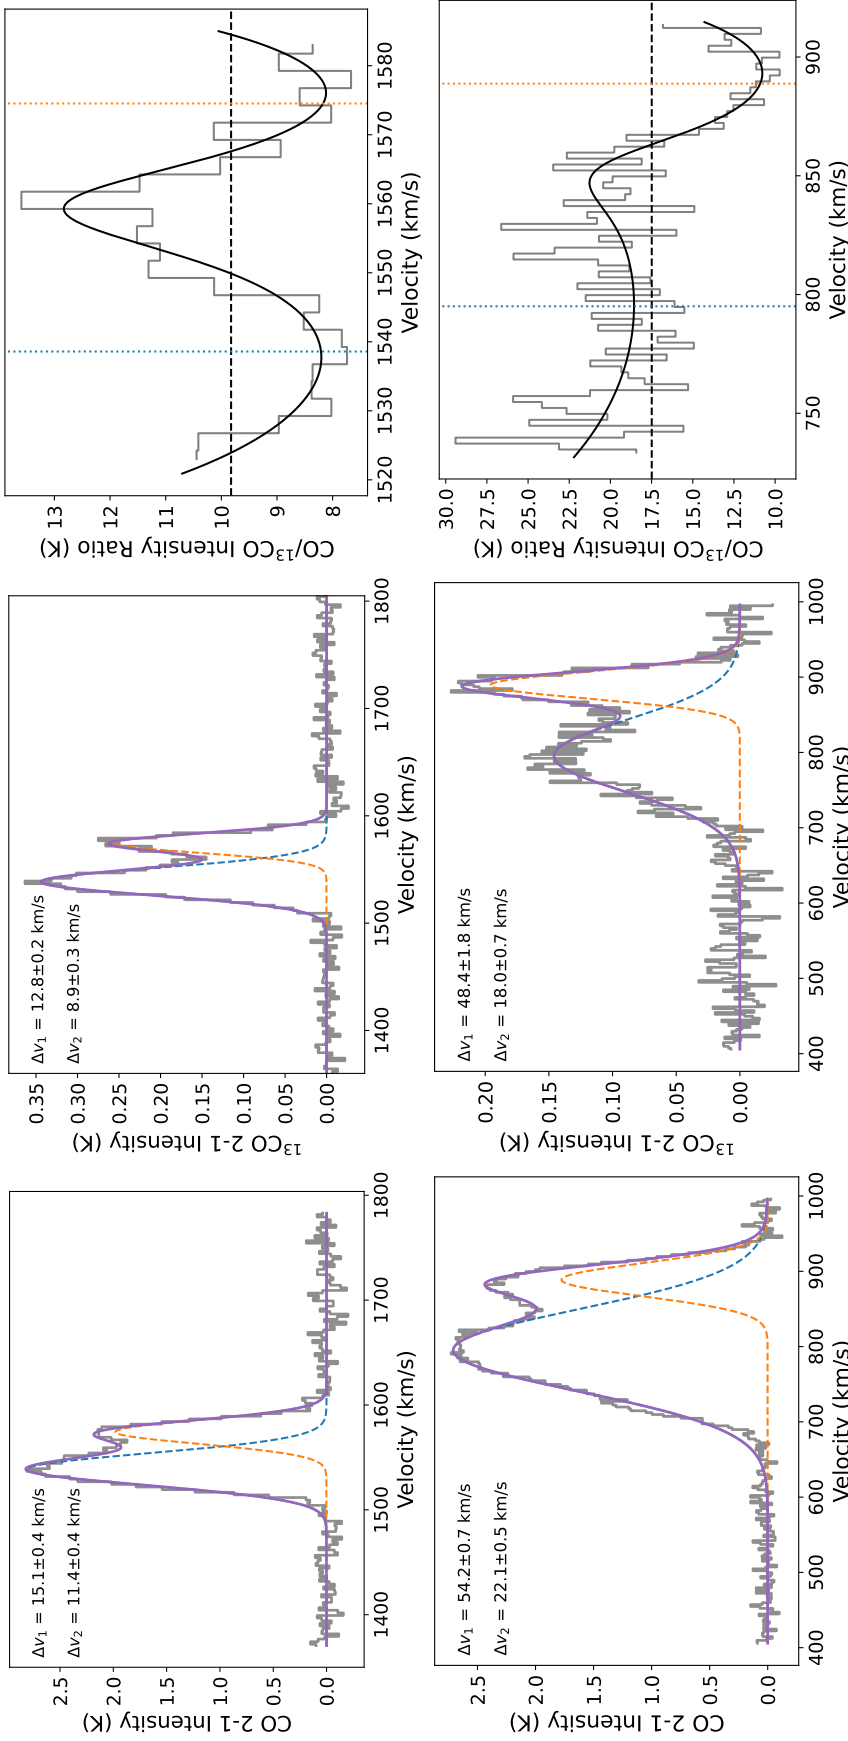 Δv₁ = 15.1±0.4 km/s
Δv₂ = 11.4±0.4 km/s
CO 2-1 Intensity (K)
2.5
2.0
1.5
1.0
0.5
0.0
1400 1500 1600 1700 1800
Velocity (km/s)
Δv₁ = 12.8±0.2 km/s
Δv₂ = 8.9±0.3 km/s
¹³CO 2-1 Intensity (K)
0.35
0.30
0.25
0.20
0.15
0.10
0.05
0.00
1400 1500 1600 1700 1800
Velocity (km/s)
CO/¹³CO Intensity Ratio (K)
13
12
11
10
9
8
1520 1530 1540 1550 1560 1570 1580
Velocity (km/s)
Δv₁ = 54.2±0.7 km/s
Δv₂ = 22.1±0.5 km/s
CO 2-1 Intensity (K)
2.5
2.0
1.5
1.0
0.5
0.0
400 500 600 700 800 900 1000
Velocity (km/s)
Δv₁ = 48.4±1.8 km/s
Δv₂ = 18.0±0.7 km/s
¹³CO 2-1 Intensity (K)
0.20
0.15
0.10
0.05
0.00
400 500 600 700 800 900 1000
Velocity (km/s)
CO/¹³CO Intensity Ratio (K)
30.0
27.5
25.0
22.5
20.0
17.5
15.0
12.5
10.0
750 800 850 900
Velocity (km/s)